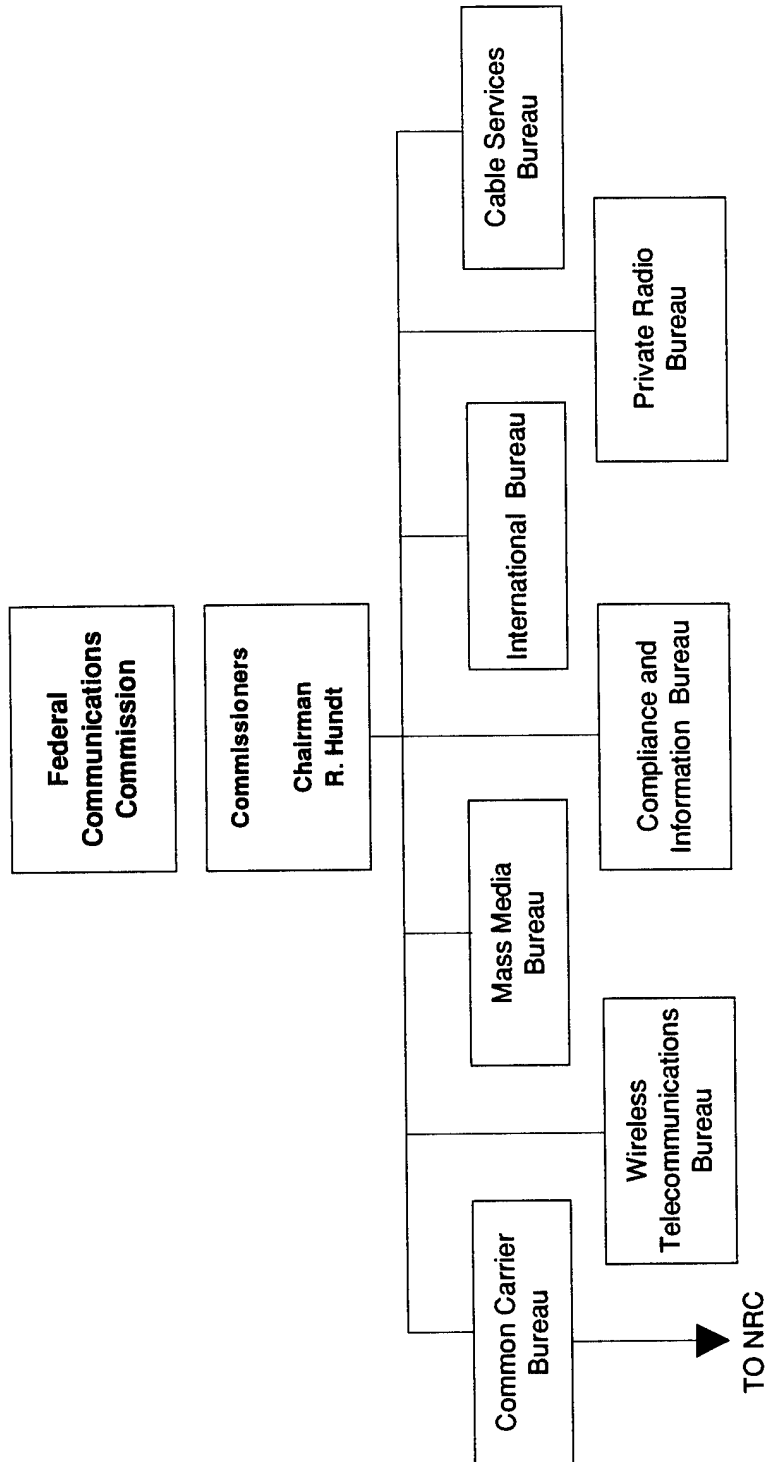 Federal
Communications
Commission
Commissioners
Chairman
R. Hundt
Common Carrier
Bureau
Wireless
Telecommunications
Bureau
Mass Media
Bureau
Compliance and
Information Bureau
International Bureau
Private Radio
Bureau
Cable Services
Bureau
TO NRC